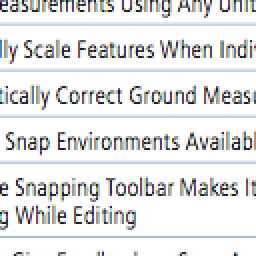 easurements Using Any Unit
lly Scale Features When Indiv
tically Correct Ground Measu
Snap Environments Availabl
e Snapping Toolbar Makes It
g While Editing